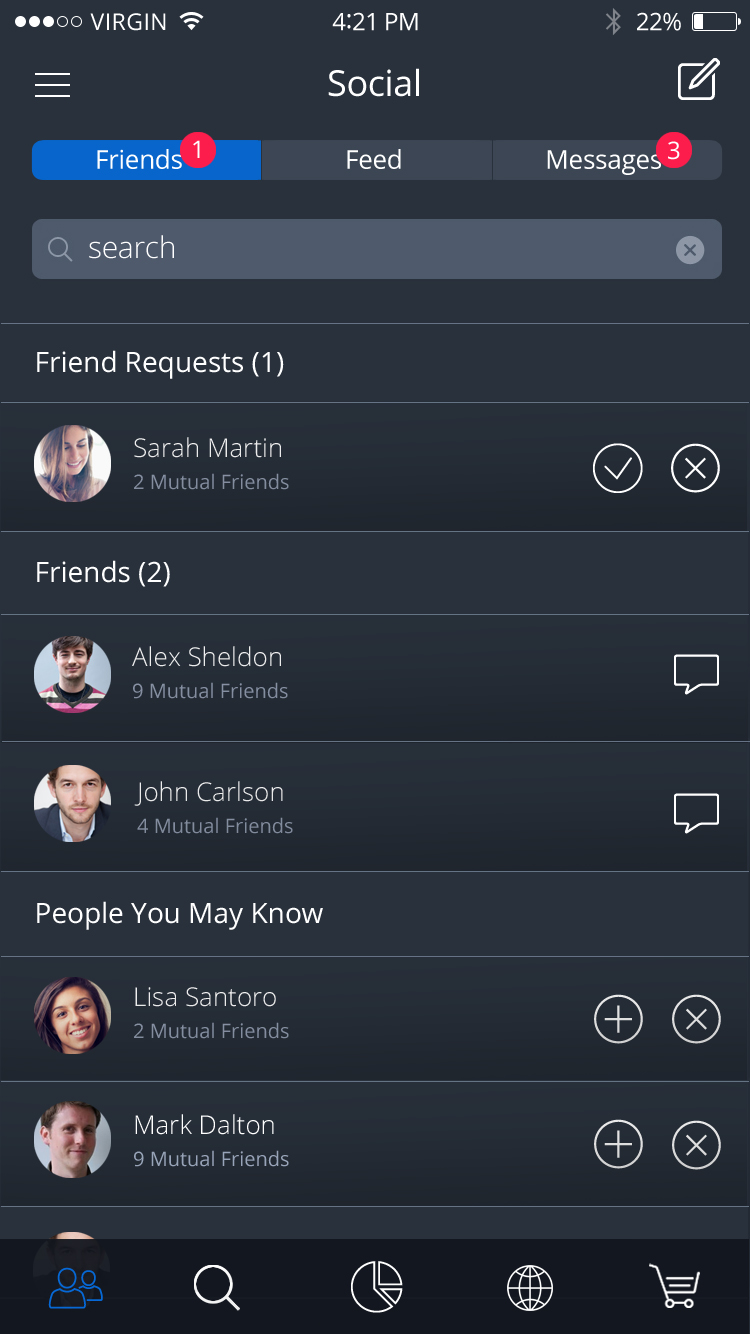 VIRGIN 4:21 PM 22%
Social
Friends 1 Feed Messages 3
search
Friend Requests (1)
Sarah Martin
2 Mutual Friends
Friends (2)
Alex Sheldon
9 Mutual Friends
John Carlson
4 Mutual Friends
People You May Know
Lisa Santoro
2 Mutual Friends
Mark Dalton
9 Mutual Friends